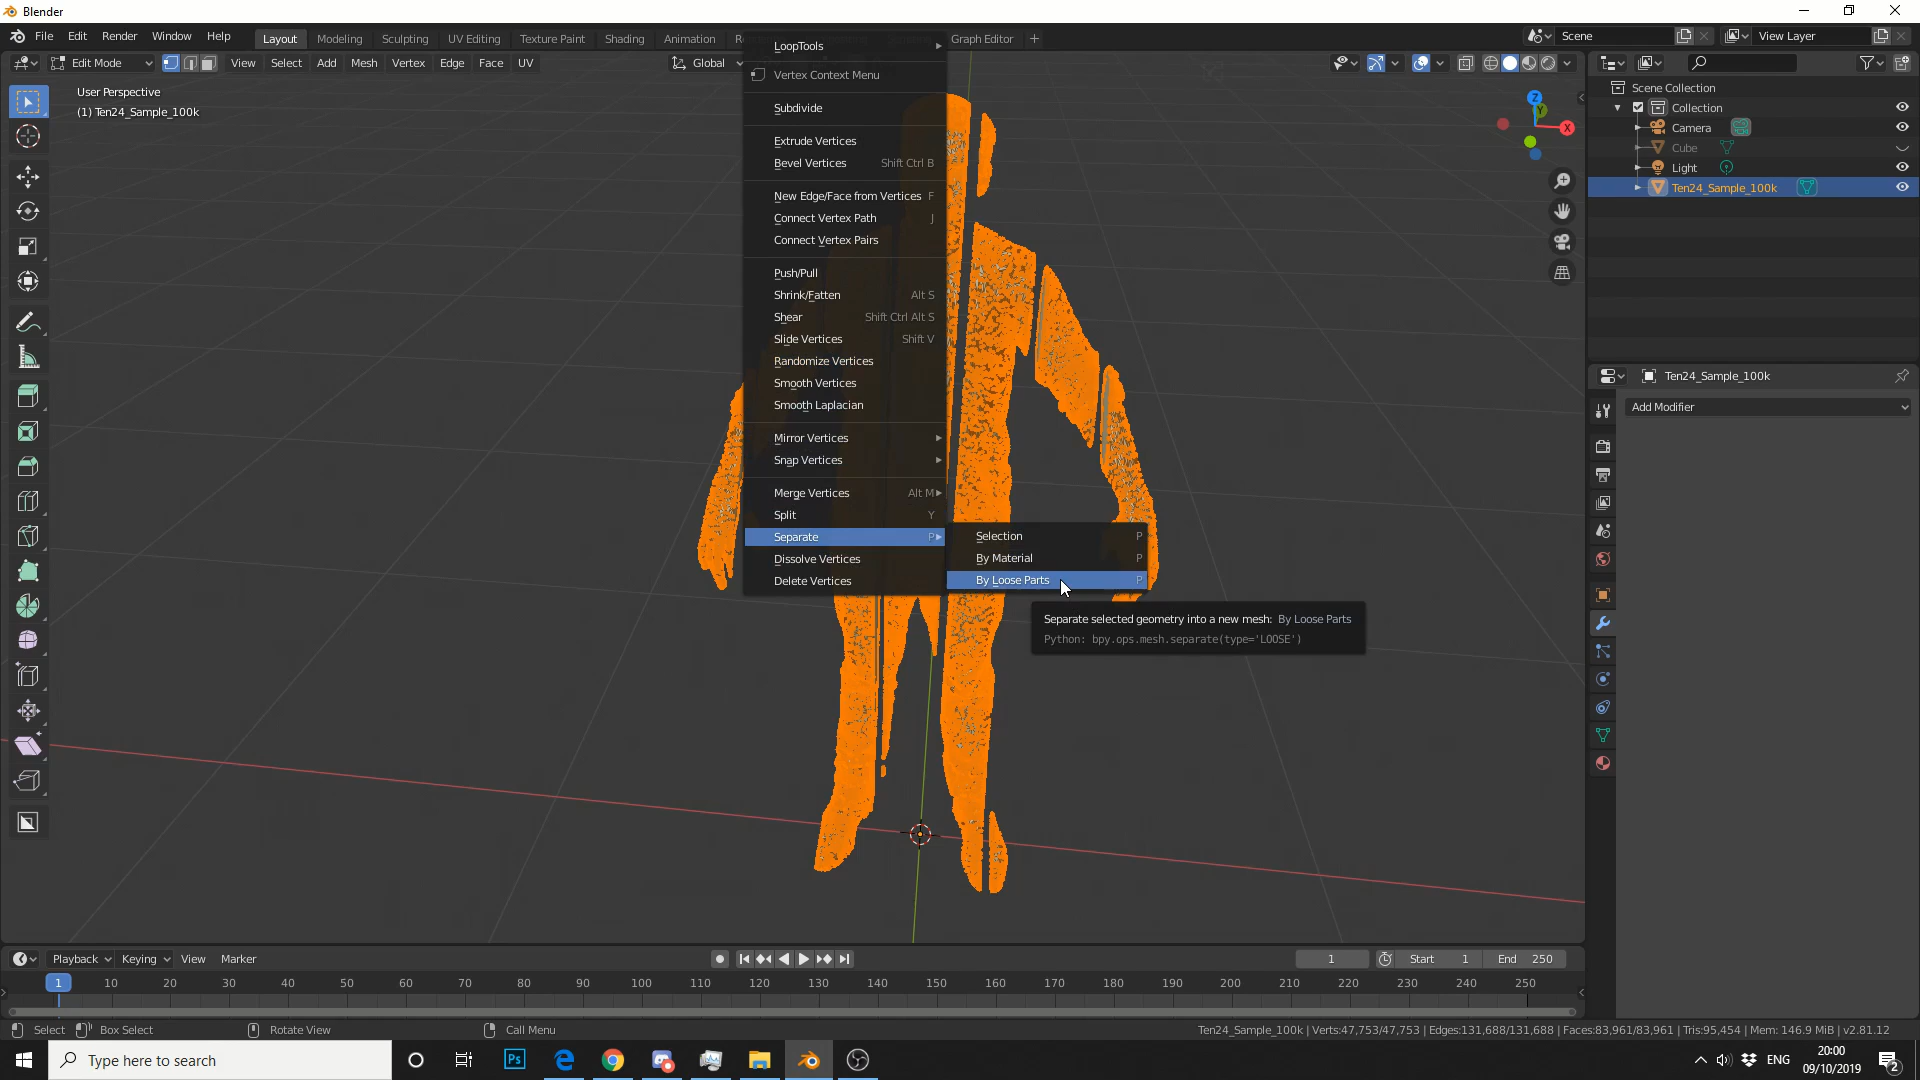 Blender
File Edit Render Window Help Layout Modeling Sculpting UV Editing Texture Paint Shading Animation Graph Editor + Scene View Layer
Edit Mode View Select Add Mesh Vertex Edge Face UV Global
User Perspective
(1) Ten24_Sample_100k
LoopTools
Vertex Context Menu
Subdivide
Extrude Vertices
Bevel Vertices Shift Ctrl B
New Edge/Face from Vertices F
Connect Vertex Path J
Connect Vertex Pairs
Push/Pull
Shrink/Fatten Alt S
Shear Shift Ctrl Alt S
Slide Vertices Shift V
Randomize Vertices
Smooth Vertices
Smooth Laplacian
Mirror Vertices
Snap Vertices
Merge Vertices Alt M
Split Y
Separate P
Dissolve Vertices
Delete Vertices
Selection P
By Material P
By Loose Parts P
Separate selected geometry into a new mesh: By Loose Parts
Python: bpy.ops.mesh.separate(type='LOOSE')
Z
Y
X
Scene Collection
Collection
Camera
Cube
Light
Ten24_Sample_100k
Ten24_Sample_100k
Add Modifier
Playback Keying View Marker 1 Start 1 End 250
1 10 20 30 40 50 60 70 80 90 100 110 120 130 140 150 160 170 180 190 200 210 220 230 240 250
Select Box Select Rotate View Call Menu Ten24_Sample_100k | Verts:47,753/47,753 | Edges:131,688/131,688 | Faces:83,961/83,961 | Tris:95,454 | Mem: 146.9 MiB | v2.81.12
Type here to search Ps ENG 20:00
09/10/2019 2